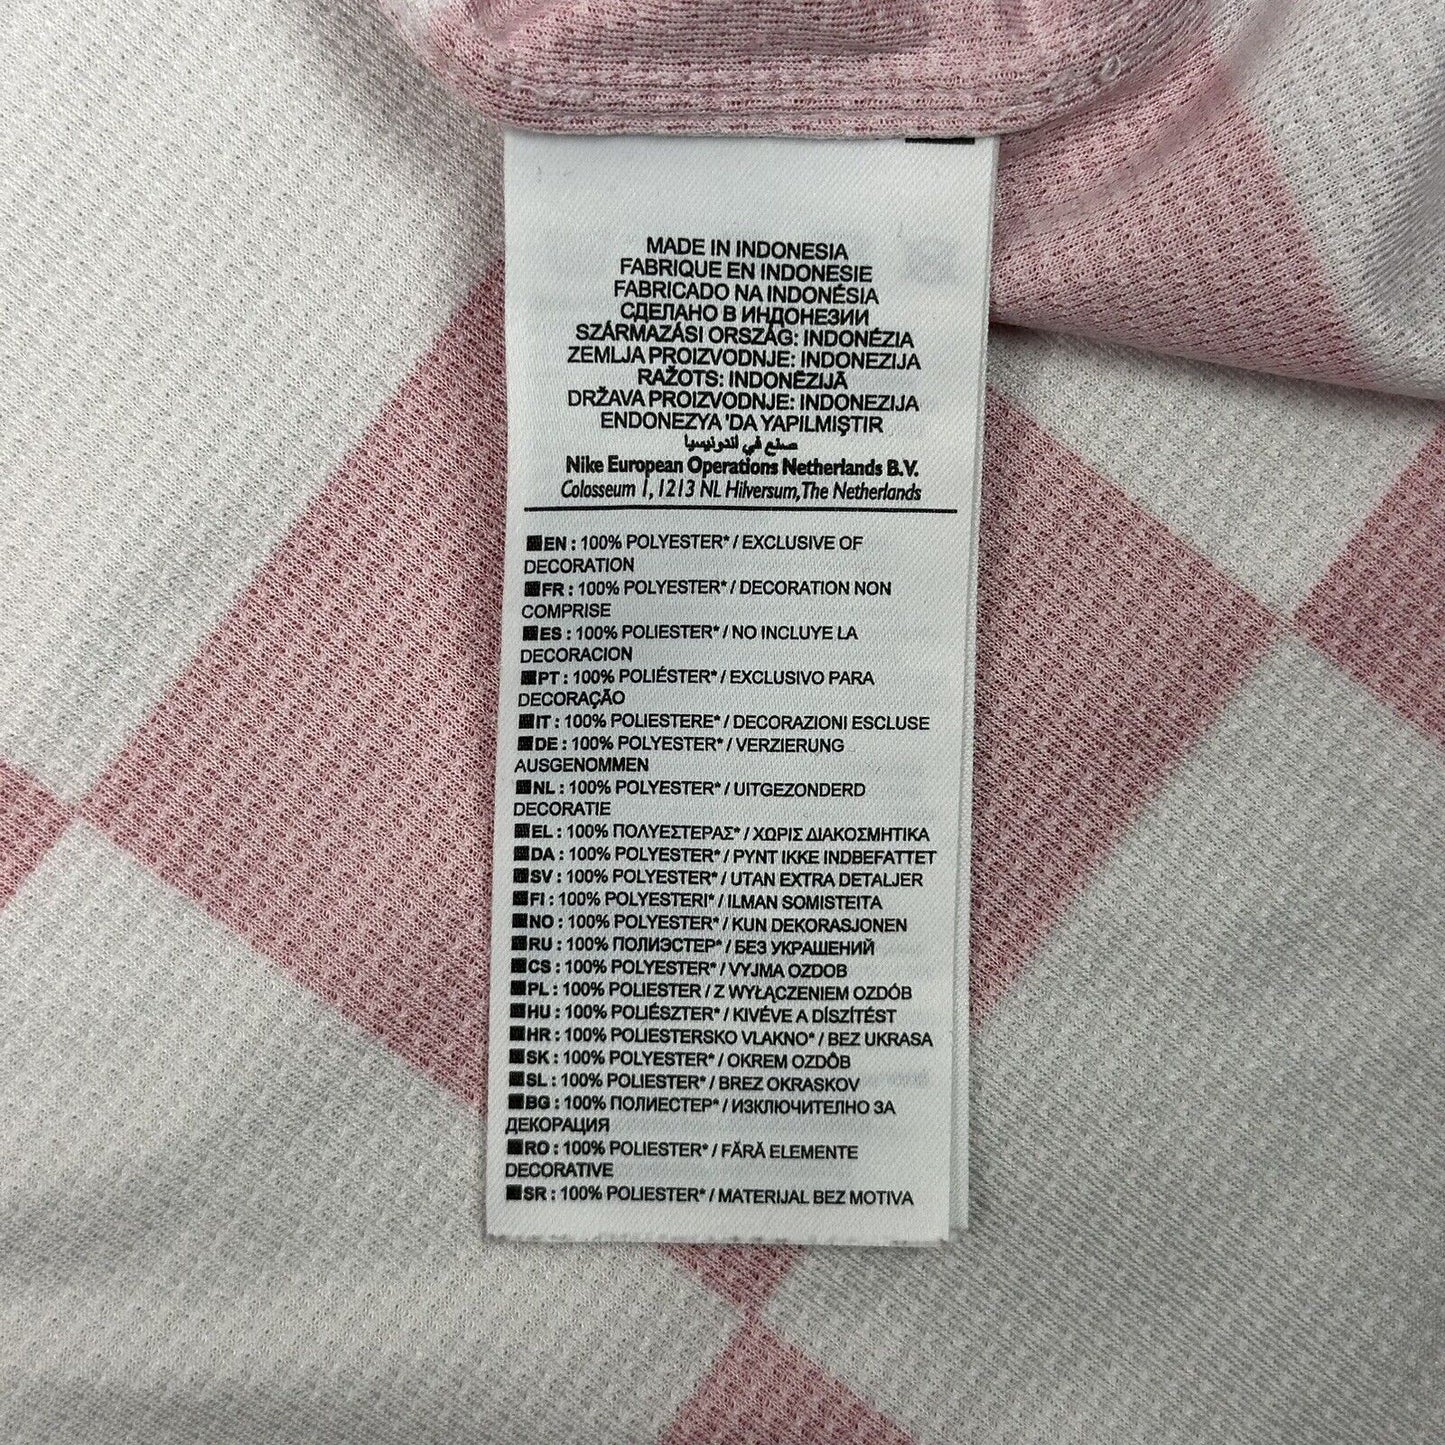 MADE IN INDONESIA
FABRIQUE EN INDONESIE
FABRICADO NA INDONÉSIA
СДЕЛАНО В ИНДОНЕЗИИ
SZÁRMAZÁSI ORSZÁG: INDONÉZIA
ZEMLJA PROIZVODNJE: INDONEZIJA
RAŽOTS: INDONĒZIJĀ
DRŽAVA PROIZVODNJE: INDONEZIJA
ENDONEZYA 'DA YAPILMIŞTIR
صنع في اندونيسيا
Nike European Operations Netherlands B.V.
Colosseum 1, 1213 NL Hilversum, The Netherlands
EN : 100% POLYESTER* / EXCLUSIVE OF
DECORATION
FR : 100% POLYESTER* / DECORATION NON
COMPRISE
ES : 100% POLIESTER* / NO INCLUYE LA
DECORACION
PT : 100% POLIÉSTER* / EXCLUSIVO PARA
DECORAÇÃO
IT : 100% POLIESTERE* / DECORAZIONI ESCLUSE
DE : 100% POLYESTER* / VERZIERUNG
AUSGENOMMEN
NL : 100% POLYESTER* / UITGEZONDERD
DECORATIE
EL : 100% ΠΟΛΥΕΣΤΕΡΑΣ* / ΧΩΡΙΣ ΔΙΑΚΟΣΜΗΤΙΚΑ
DA : 100% POLYESTER* / PYNT IKKE INDBEFATTET
SV : 100% POLYESTER* / UTAN EXTRA DETALJER
FI : 100% POLYESTERI* / ILMAN SOMISTEITA
NO : 100% POLYESTER* / KUN DEKORASJONEN
RU : 100% ПОЛИЭСТЕР* / БЕЗ УКРАШЕНИЙ
CS : 100% POLYESTER* / VYJMA OZDOB
PL : 100% POLIESTER / Z WYŁĄCZENIEM OZDÓB
HU : 100% POLIÉSZTER* / KIVÉVE A DÍSZÍTÉST
HR : 100% POLIESTERSKO VLAKNO* / BEZ UKRASA
SK : 100% POLYESTER* / OKREM OZDÔB
SL : 100% POLIESTER* / BREZ OKRASKOV
BG : 100% ПОЛИЕСТЕР* / ИЗКЛЮЧИТЕЛНО ЗА
ДЕКОРАЦИЯ
RO : 100% POLIESTER* / FĂRĂ ELEMENTE
DECORATIVE
SR : 100% POLIESTER* / MATERIJAL BEZ MOTIVA